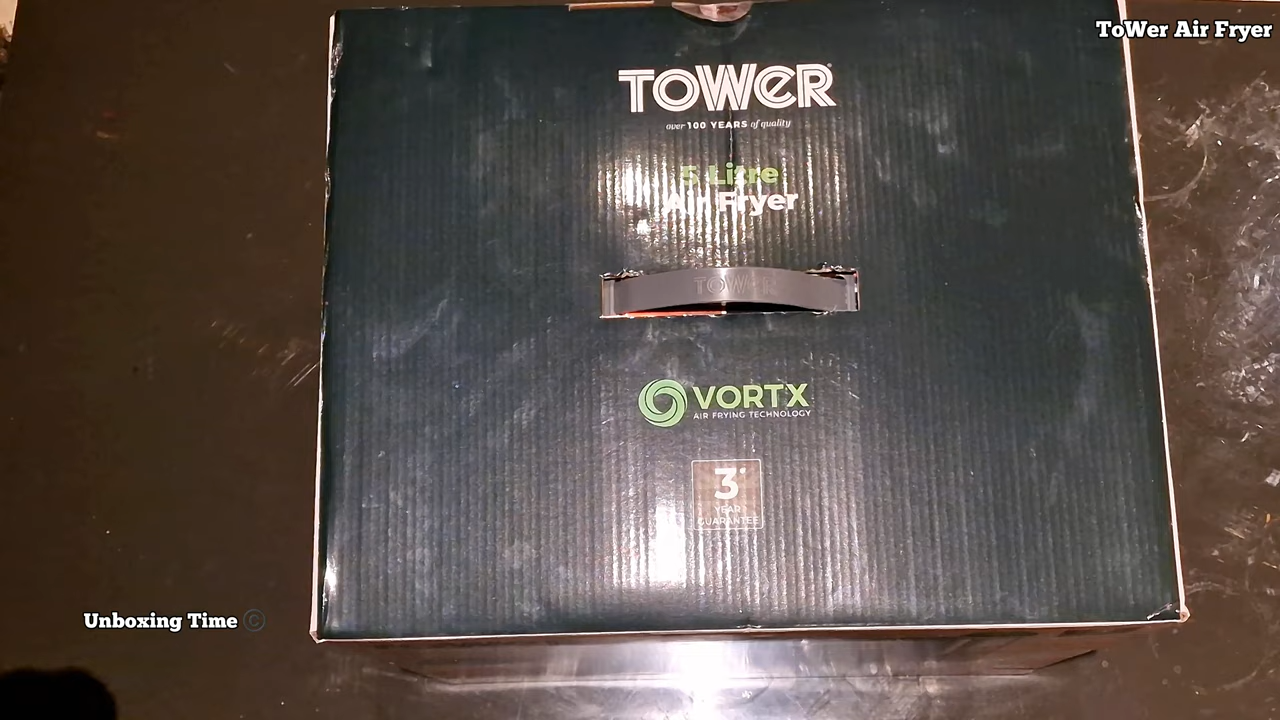 ToWer Air Fryer
TOWER
over 100 YEARS of quality
5 Litre
Air Fryer
TOWER
VORTX
AIR FRYING TECHNOLOGY
3*
YEAR
GUARANTEE
Unboxing Time ©